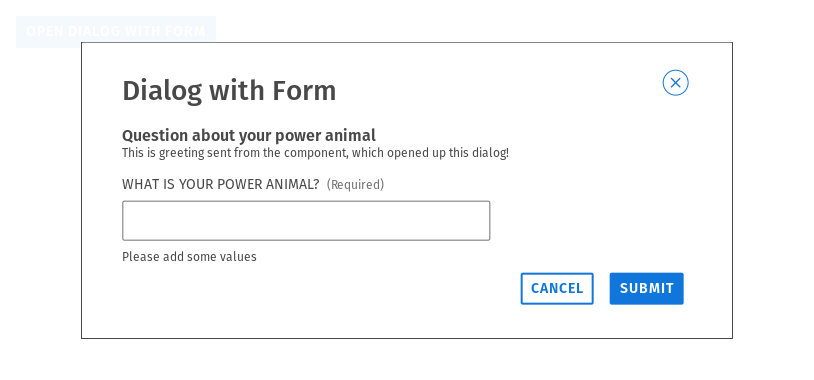 OPEN DIALOG WITH FORM
Dialog with Form
Question about your power animal
This is greeting sent from the component, which opened up this dialog!
WHAT IS YOUR POWER ANIMAL? (Required)
Please add some values
CANCEL SUBMIT